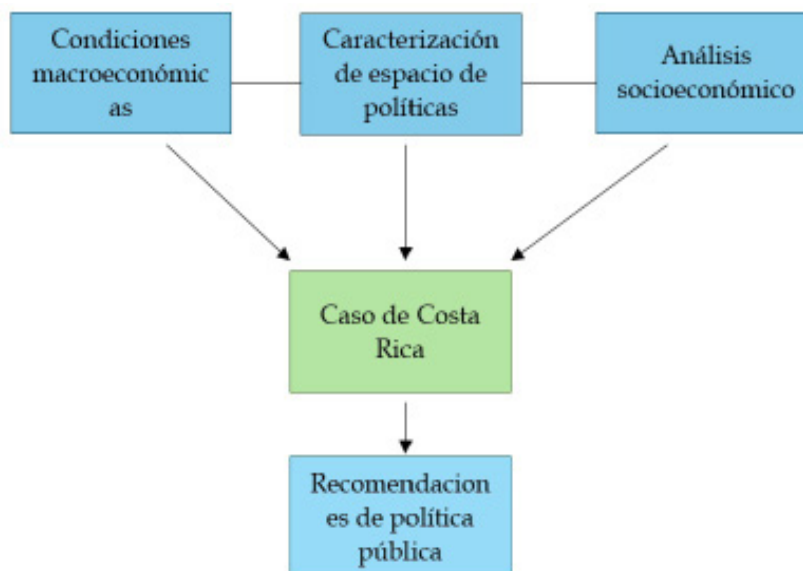 Condiciones
macroeconómic
as
Caracterización
de espacio de
políticas
Análisis
socioeconómico
Caso de Costa
Rica
Recomendacion
es de política
pública